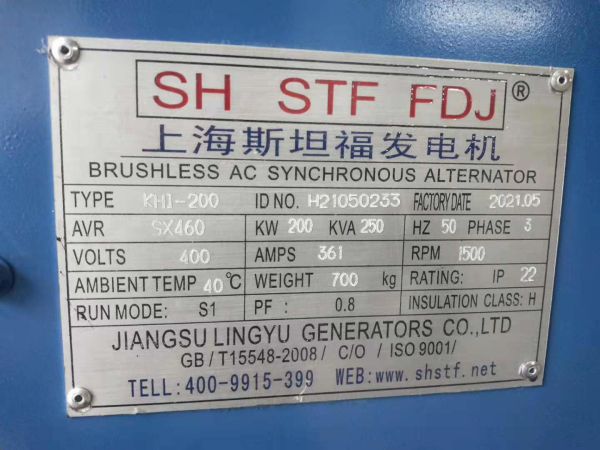 SH STF FDJ®
上海斯坦福发电机
BRUSHLESS AC SYNCHRONOUS ALTERNATOR
TYPE KHI-200 ID NO. H21050233 FACTORY DATE 2021.05
AVR SX460 KW 200 KVA 250 HZ 50 PHASE 3
VOLTS 400 AMPS 361 RPM 1500
AMBIENT TEMP 40℃ WEIGHT 700 kg RATING: IP 22
RUN MODE: S1 PF : 0.8 INSULATION CLASS: H
JIANGSU LINGYU GENERATORS CO.,LTD
GB/T15548-2008/ C/O / ISO9001/
TELL:400-9915-399 WEB:www.shstf.net